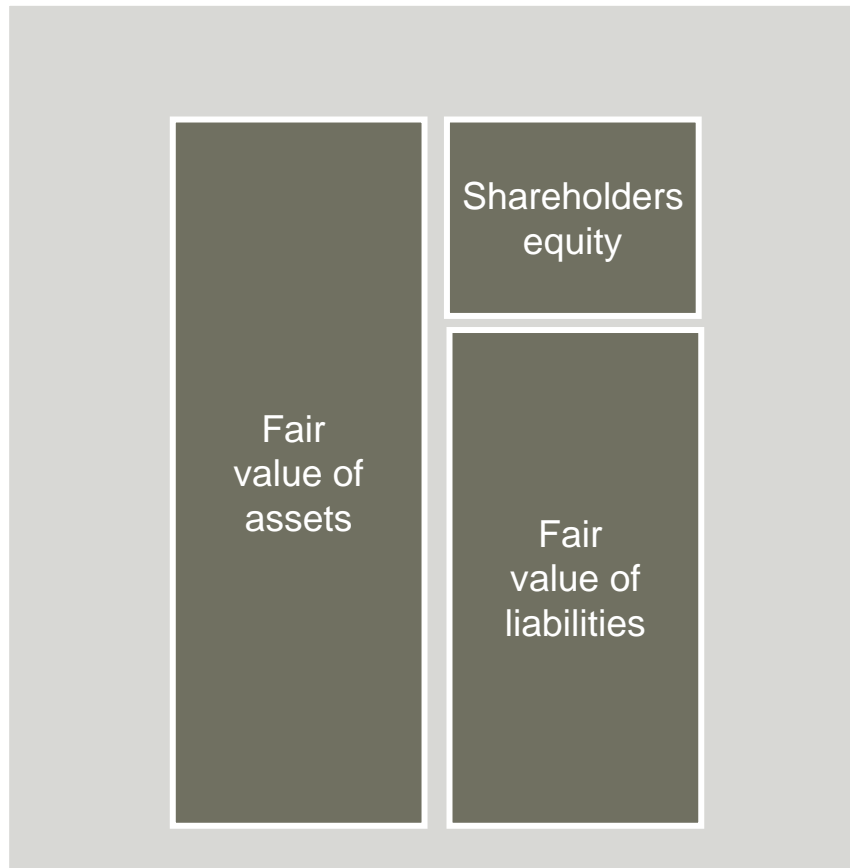 Fair
value of
assets
Shareholders
equity
Fair
value of
liabilities